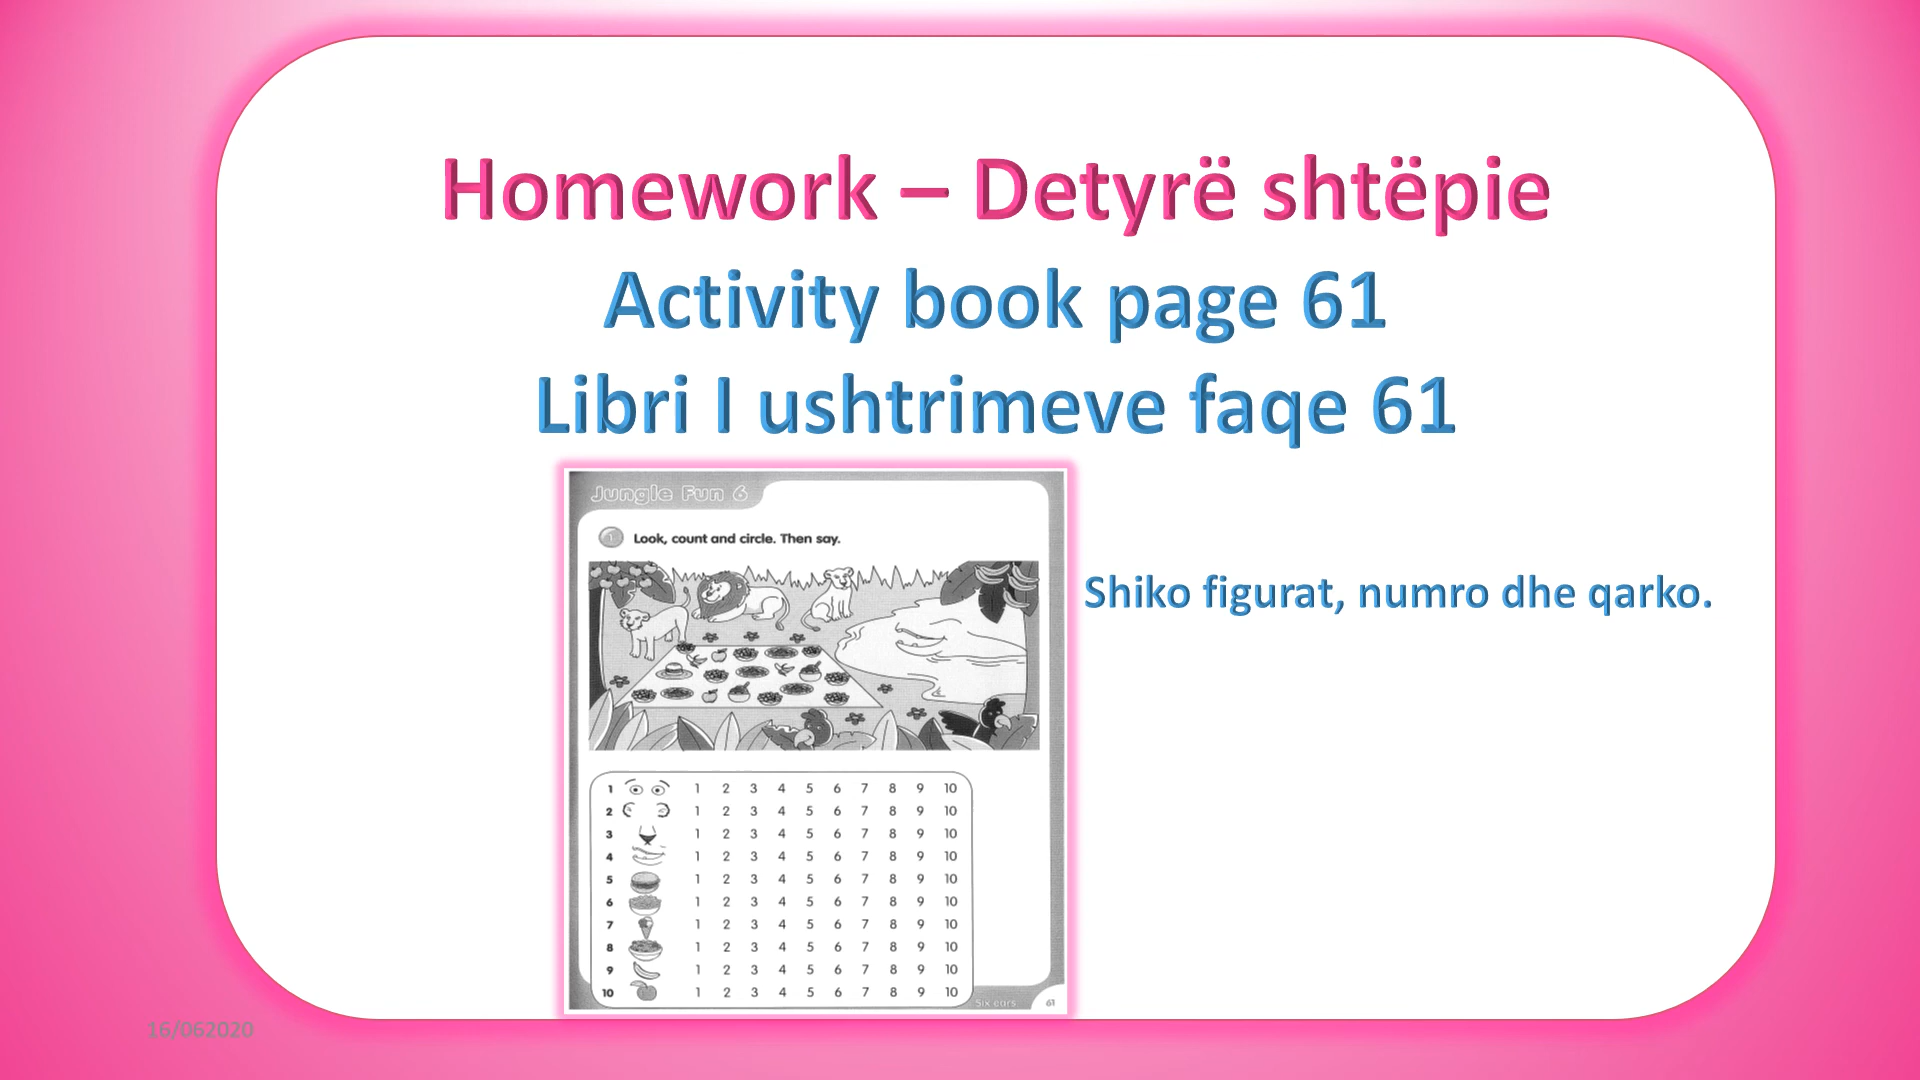 Homework – Detyrë shtëpie
Activity book page 61
Libri I ushtrimeve faqe 61
Jungle Fun 6
1 Look, count and circle. Then say.
Shiko figurat, numro dhe qarko.
1 1 2 3 4 5 6 7 8 9 10
2 1 2 3 4 5 6 7 8 9 10
3 1 2 3 4 5 6 7 8 9 10
4 1 2 3 4 5 6 7 8 9 10
5 1 2 3 4 5 6 7 8 9 10
6 1 2 3 4 5 6 7 8 9 10
7 1 2 3 4 5 6 7 8 9 10
8 1 2 3 4 5 6 7 8 9 10
9 1 2 3 4 5 6 7 8 9 10
10 1 2 3 4 5 6 7 8 9 10
Six ears 61
16/062020